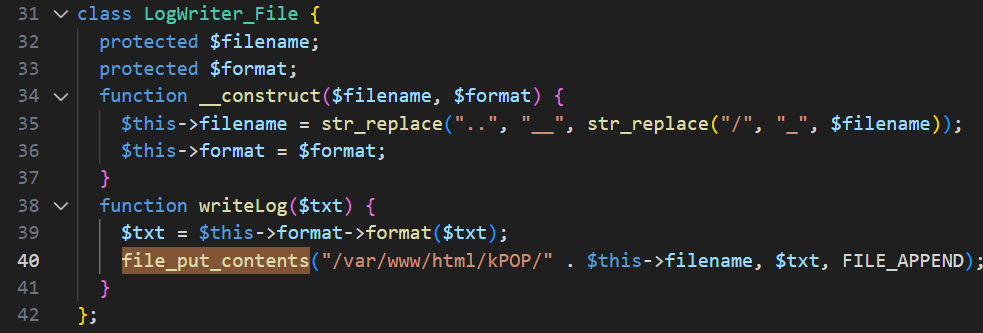 31 class LogWriter_File {
32   protected $filename;
33   protected $format;
34   function __construct($filename, $format) {
35     $this->filename = str_replace("..", "__", str_replace("/", "_", $filename));
36     $this->format = $format;
37   }
38   function writeLog($txt) {
39     $txt = $this->format->format($txt);
40     file_put_contents("/var/www/html/kPOP/" . $this->filename, $txt, FILE_APPEND);
41   }
42 };